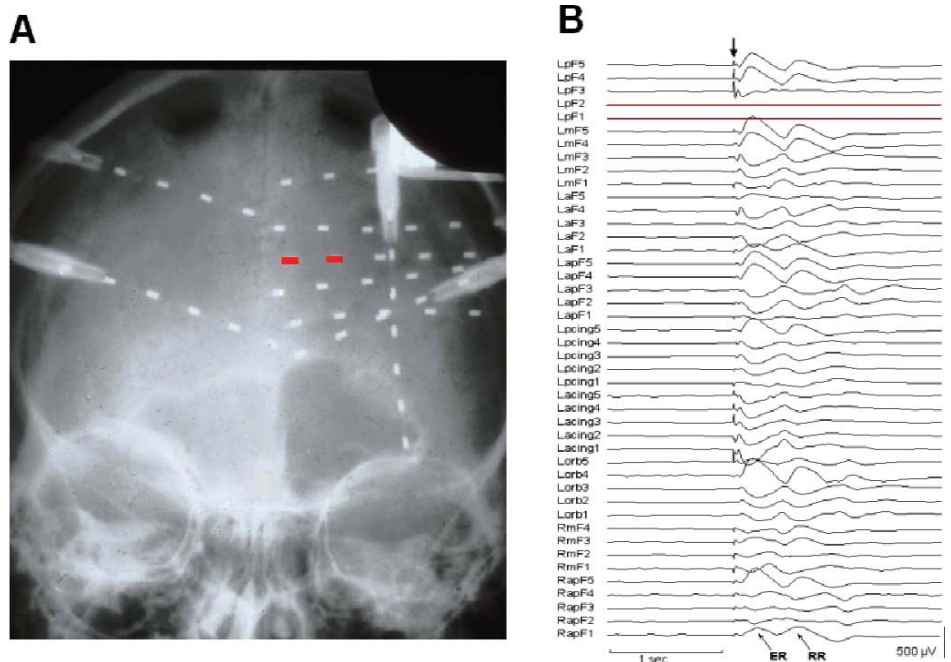 A
B
LpF5
LpF4
LpF3
LpF2
LpF1
LmF5
LmF4
LmF3
LmF2
LmF1
LaF5
LaF4
LaF3
LaF2
LaF1
LapF5
LapF4
LapF3
LapF2
LapF1
Lpcing5
Lpcing4
Lpcing3
Lpcing2
Lpcing1
Lacing5
Lacing4
Lacing3
Lacing2
Lacing1
Lorb5
Lorb4
Lorb3
Lorb2
Lorb1
RmF4
RmF3
RmF2
RmF1
RapF5
RapF4
RapF3
RapF2
RapF1
ER RR
1 sec
500 µV